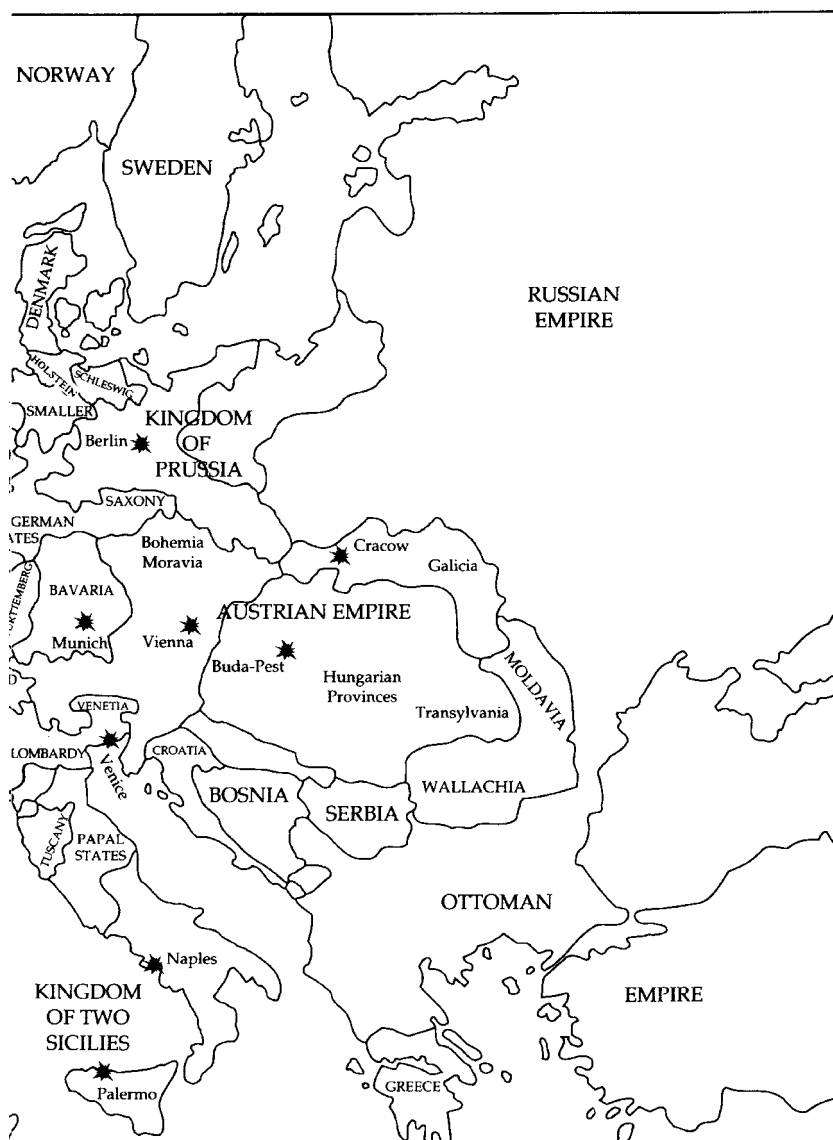 NORWAY
SWEDEN
DENMARK
RUSSIAN
EMPIRE
HOLSTEIN
SCHLESWIG
SMALLER
KINGDOM
OF
PRUSSIA
Berlin
SAXONY
GERMAN
Bohemia
Moravia
Cracow
Galicia
BAVARIA
Munich
Vienna
AUSTRIAN EMPIRE
Buda-Pest
Hungarian
Provinces
Transylvania
MOLDAVIA
VENETIA
LOMBARDY
Venice
CROATIA
BOSNIA
SERBIA
WALLACHIA
TUSCANY
PAPAL
STATES
OTTOMAN
EMPIRE
Naples
KINGDOM
OF TWO
SICILIES
Palermo
GREECE